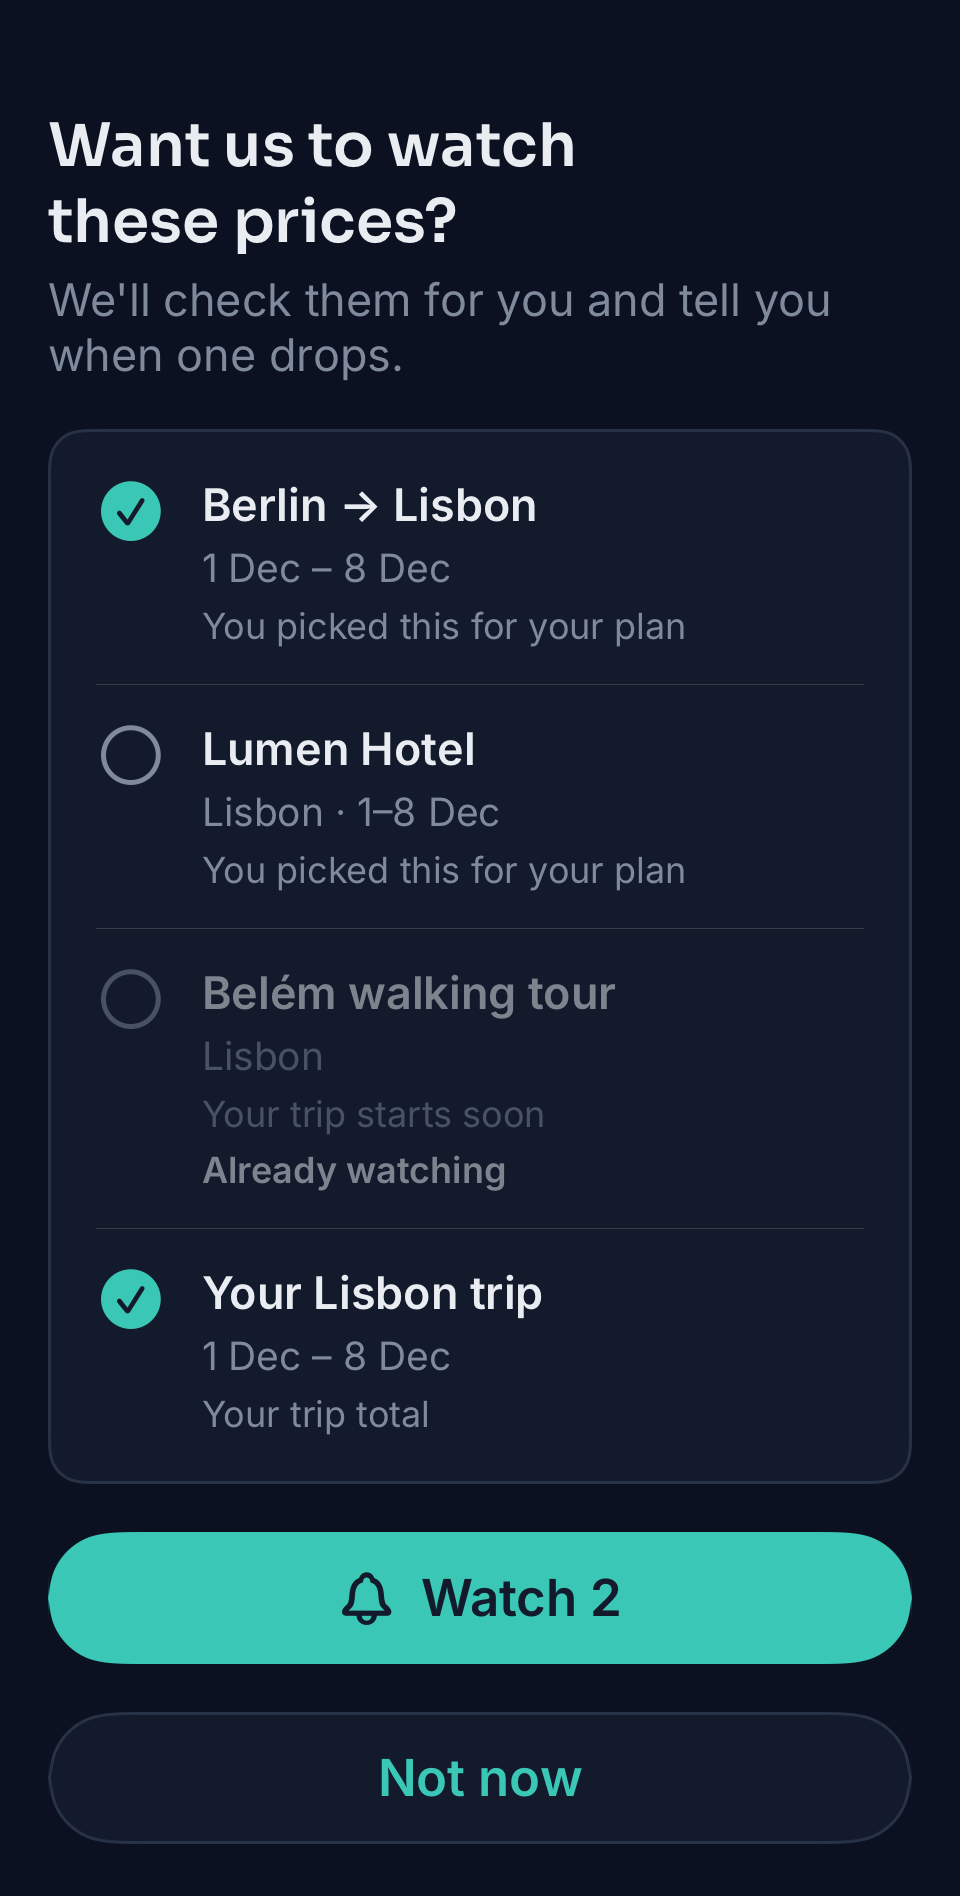 Want us to watch
these prices?
We'll check them for you and tell you
when one drops.
Berlin → Lisbon
1 Dec – 8 Dec
You picked this for your plan
Lumen Hotel
Lisbon · 1–8 Dec
You picked this for your plan
Belém walking tour
Lisbon
Your trip starts soon
Already watching
Your Lisbon trip
1 Dec – 8 Dec
Your trip total
Watch 2
Not now